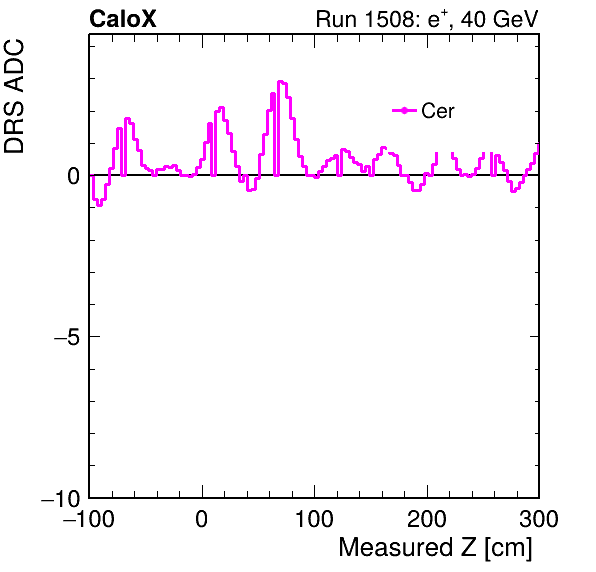 CaloX Run 1508: e⁺, 40 GeV
DRS ADC
Cer
0
−5
−10
−100 0 100 200 300
Measured Z [cm]